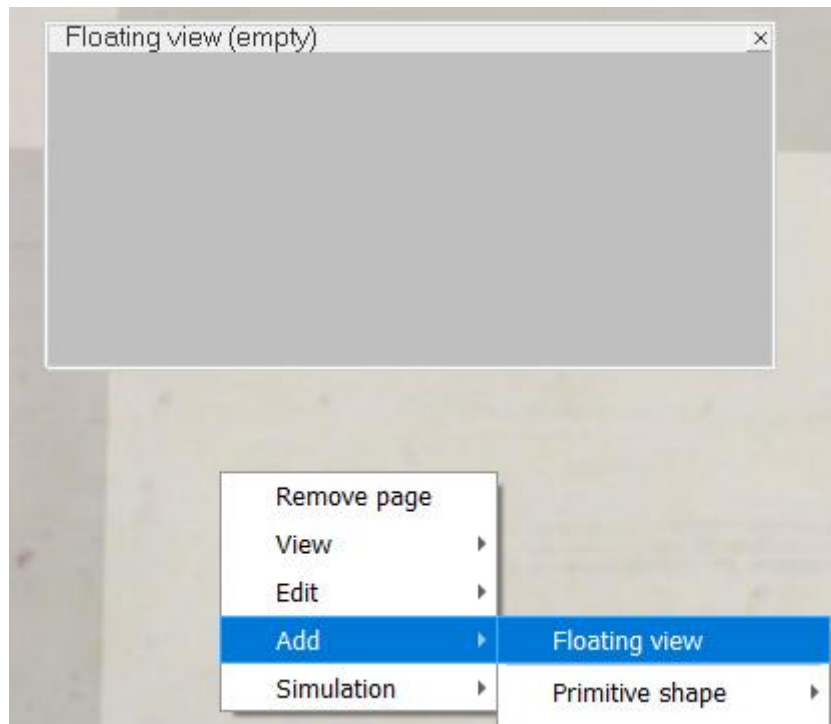 Floating view (empty)
Remove page
View
Edit
Add
Floating view
Simulation
Primitive shape